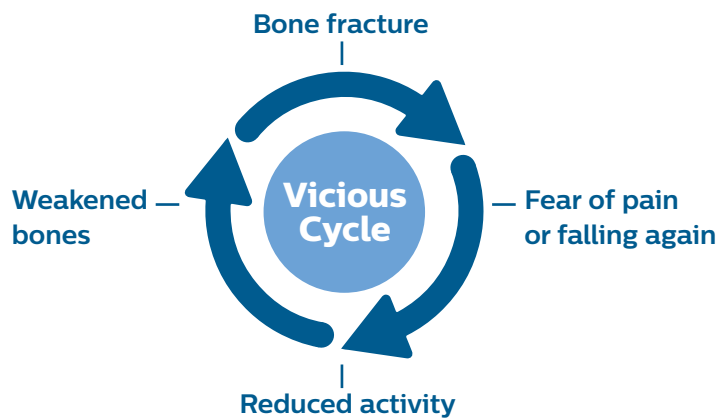 Bone fracture
Vicious
Cycle
Weakened
bones
Fear of pain
or falling again
Reduced activity